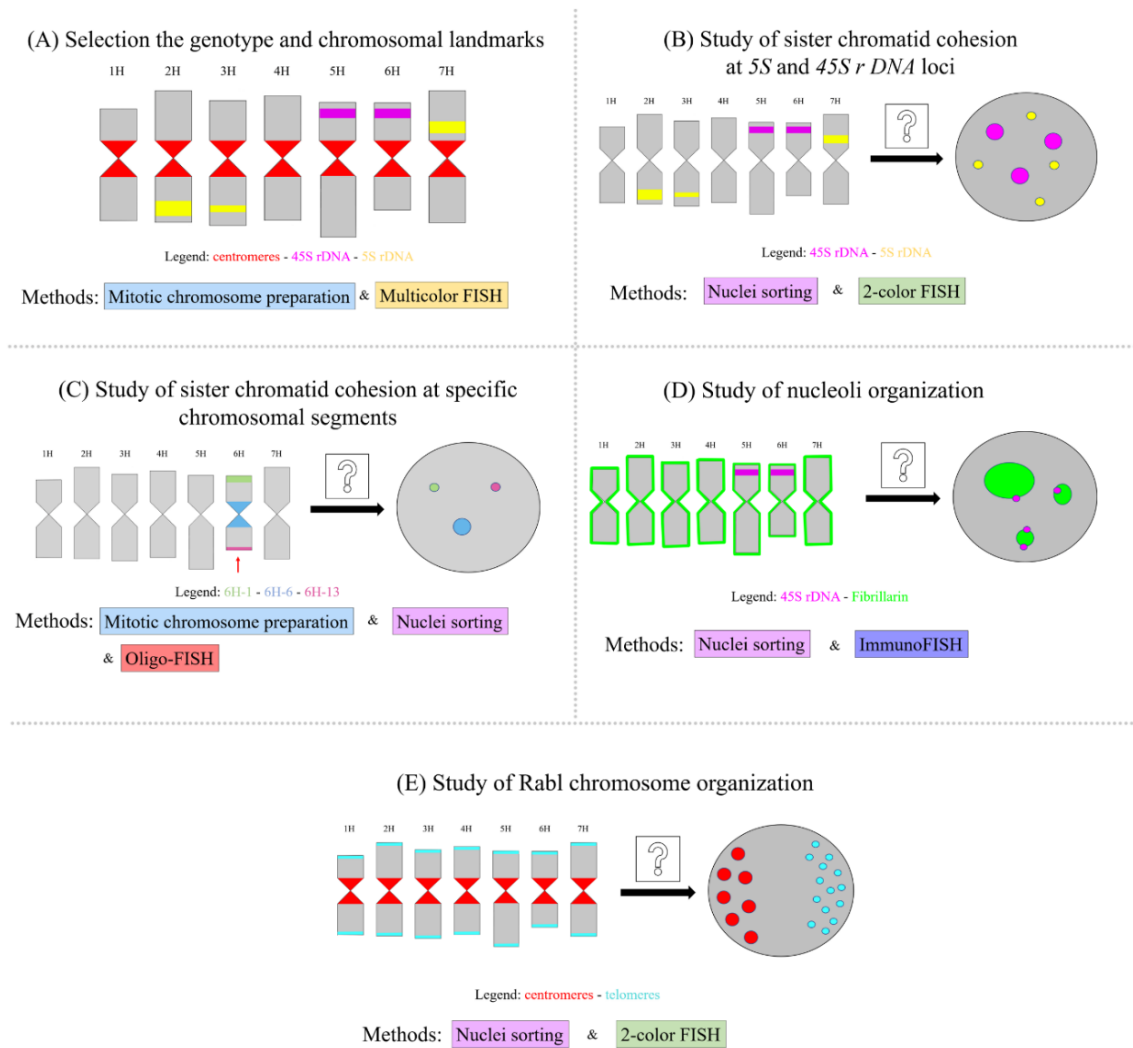 (A) Selection the genotype and chromosomal landmarks
1H 2H 3H 4H 5H 6H 7H
Legend: centromeres - 45S rDNA - 5S rDNA
Methods: Mitotic chromosome preparation & Multicolor FISH
(B) Study of sister chromatid cohesion
at 5S and 45S r DNA loci
1H 2H 3H 4H 5H 6H 7H
?
Legend: 45S rDNA - 5S rDNA
Methods: Nuclei sorting & 2-color FISH
(C) Study of sister chromatid cohesion at specific
chromosomal segments
1H 2H 3H 4H 5H 6H 7H
?
Legend: 6H-1 - 6H-6 - 6H-13
Methods: Mitotic chromosome preparation & Nuclei sorting
& Oligo-FISH
(D) Study of nucleoli organization
1H 2H 3H 4H 5H 6H 7H
?
Legend: 45S rDNA - Fibrillarin
Methods: Nuclei sorting & ImmunoFISH
(E) Study of Rabl chromosome organization
1H 2H 3H 4H 5H 6H 7H
?
Legend: centromeres - telomeres
Methods: Nuclei sorting & 2-color FISH